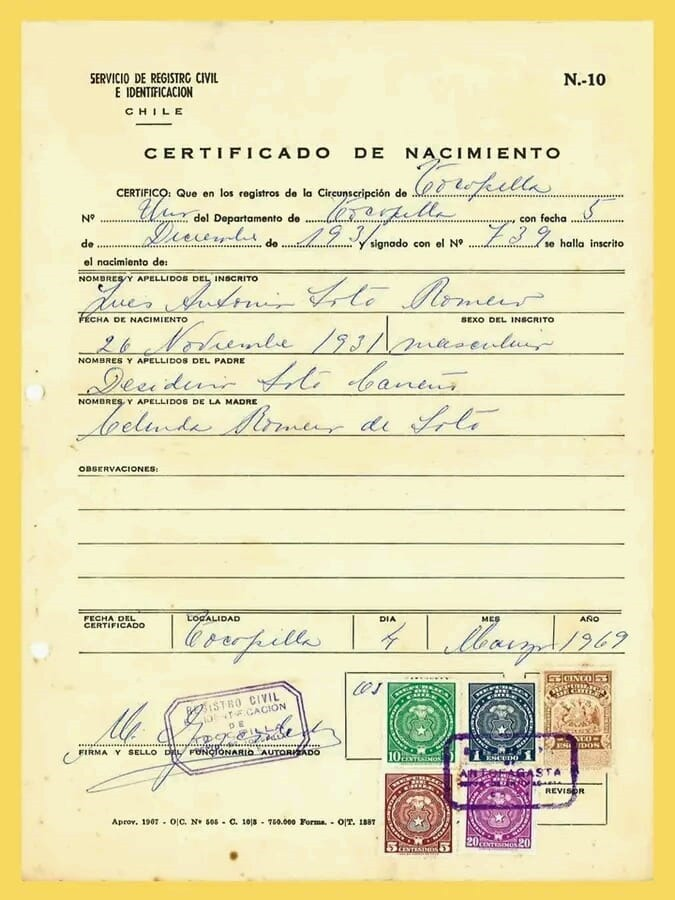 SERVICIO DE REGISTRO CIVIL
E IDENTIFICACION
CHILE
N.-10
CERTIFICADO DE NACIMIENTO
CERTIFICO: Que en los registros de la Circunscripción de Tocopilla
Nº Uno del Departamento de Tocopilla, con fecha 5
de Diciembre de 1931 y signado con el Nº 739 se halla inscrito
el nacimiento de:
NOMBRES Y APELLIDOS DEL INSCRITO
Antonio Soto Romero
FECHA DE NACIMIENTO SEXO DEL INSCRITO
26 Noviembre 1931 masculino
NOMBRES Y APELLIDOS DEL PADRE
Desiderio Soto
NOMBRES Y APELLIDOS DE LA MADRE
Celinda Romero de Soto
OBSERVACIONES:
FECHA DEL CERTIFICADO LOCALIDAD DIA MES AÑO
Tocopilla 4 Marzo 1969
REGISTRO CIVIL
E IDENTIFICACION
DE
TOCOPILLA
FIRMA Y SELLO DEL FUNCIONARIO AUTORIZADO
10 CENTESIMOS
1 ESCUDO
5 CINCO 5
ESCUDOS
ANTOFAGASTA
REVISOR
5 CENTESIMOS
20 CENTESIMOS 20
Aprov. 1967 - O|C. Nº 505 - C. 10|8 - 750.000 Forms. - O|T. 1887